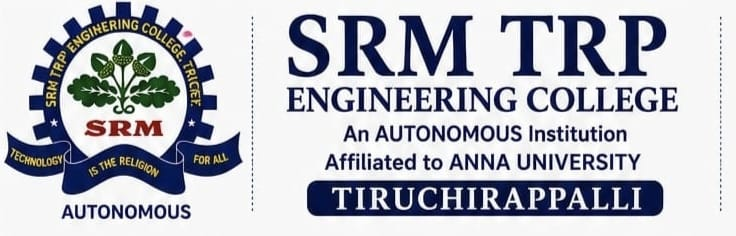 SRM TRP ENGINEERING COLLEGE, TRICHY.
SRM
TECHNOLOGY IS THE RELIGION FOR ALL
AUTONOMOUS
SRM TRP
ENGINEERING COLLEGE
An AUTONOMOUS Institution
Affiliated to ANNA UNIVERSITY
TIRUCHIRAPPALLI